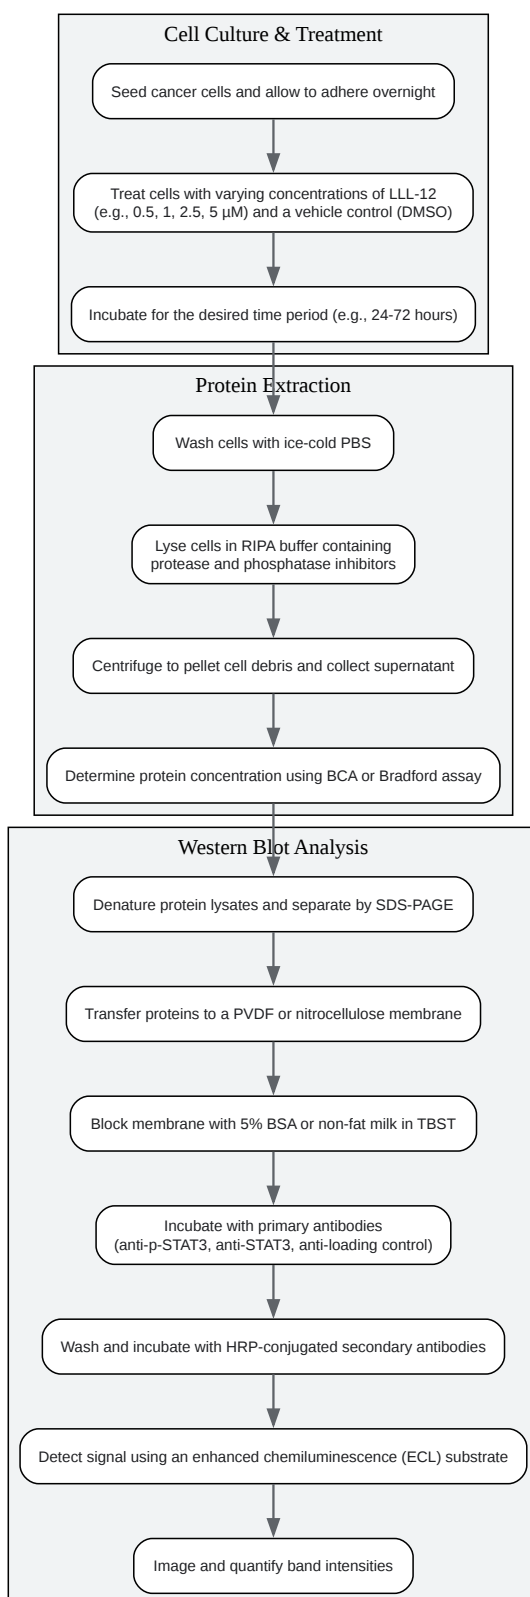 Cell Culture & Treatment
Seed cancer cells and allow to adhere overnight
Treat cells with varying concentrations of LLL-12
(e.g., 0.5, 1, 2.5, 5 µM) and a vehicle control (DMSO)
Incubate for the desired time period (e.g., 24-72 hours)
Protein Extraction
Wash cells with ice-cold PBS
Lyse cells in RIPA buffer containing
protease and phosphatase inhibitors
Centrifuge to pellet cell debris and collect supernatant
Determine protein concentration using BCA or Bradford assay
Western Blot Analysis
Denature protein lysates and separate by SDS-PAGE
Transfer proteins to a PVDF or nitrocellulose membrane
Block membrane with 5% BSA or non-fat milk in TBST
Incubate with primary antibodies
(anti-p-STAT3, anti-STAT3, anti-loading control)
Wash and incubate with HRP-conjugated secondary antibodies
Detect signal using an enhanced chemiluminescence (ECL) substrate
Image and quantify band intensities